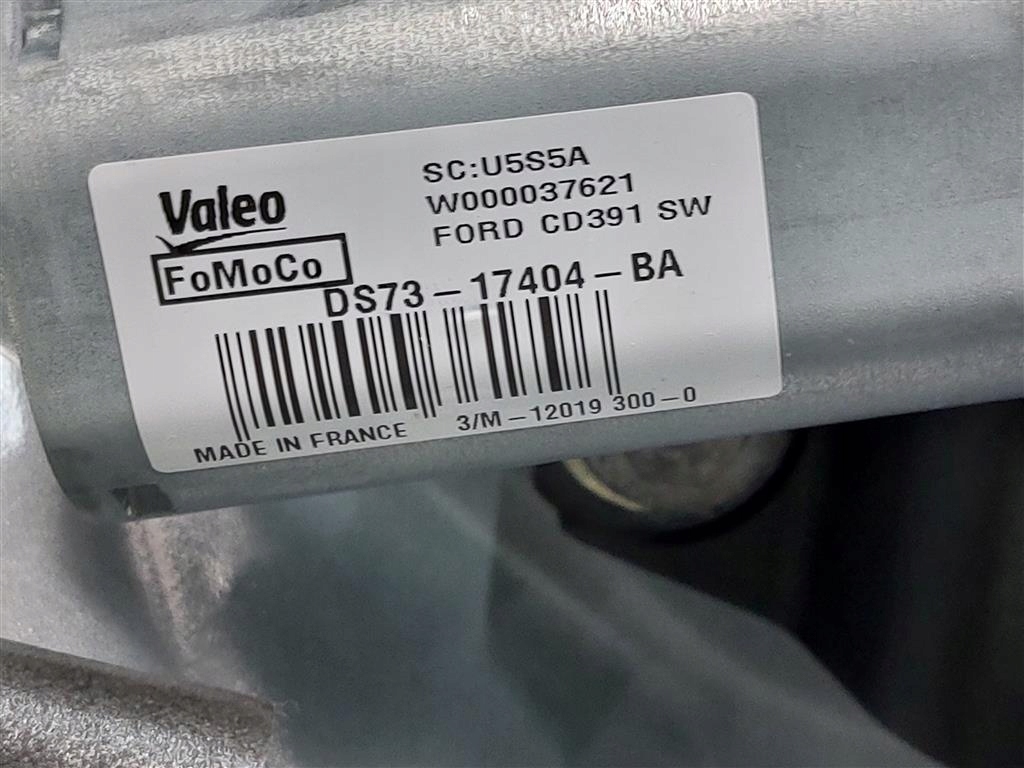 Valeo
FoMoCo
SC:U5S5A
W000037621
FORD CD391 SW
DS73-17404-BA
MADE IN FRANCE 3/M-12019 300-0